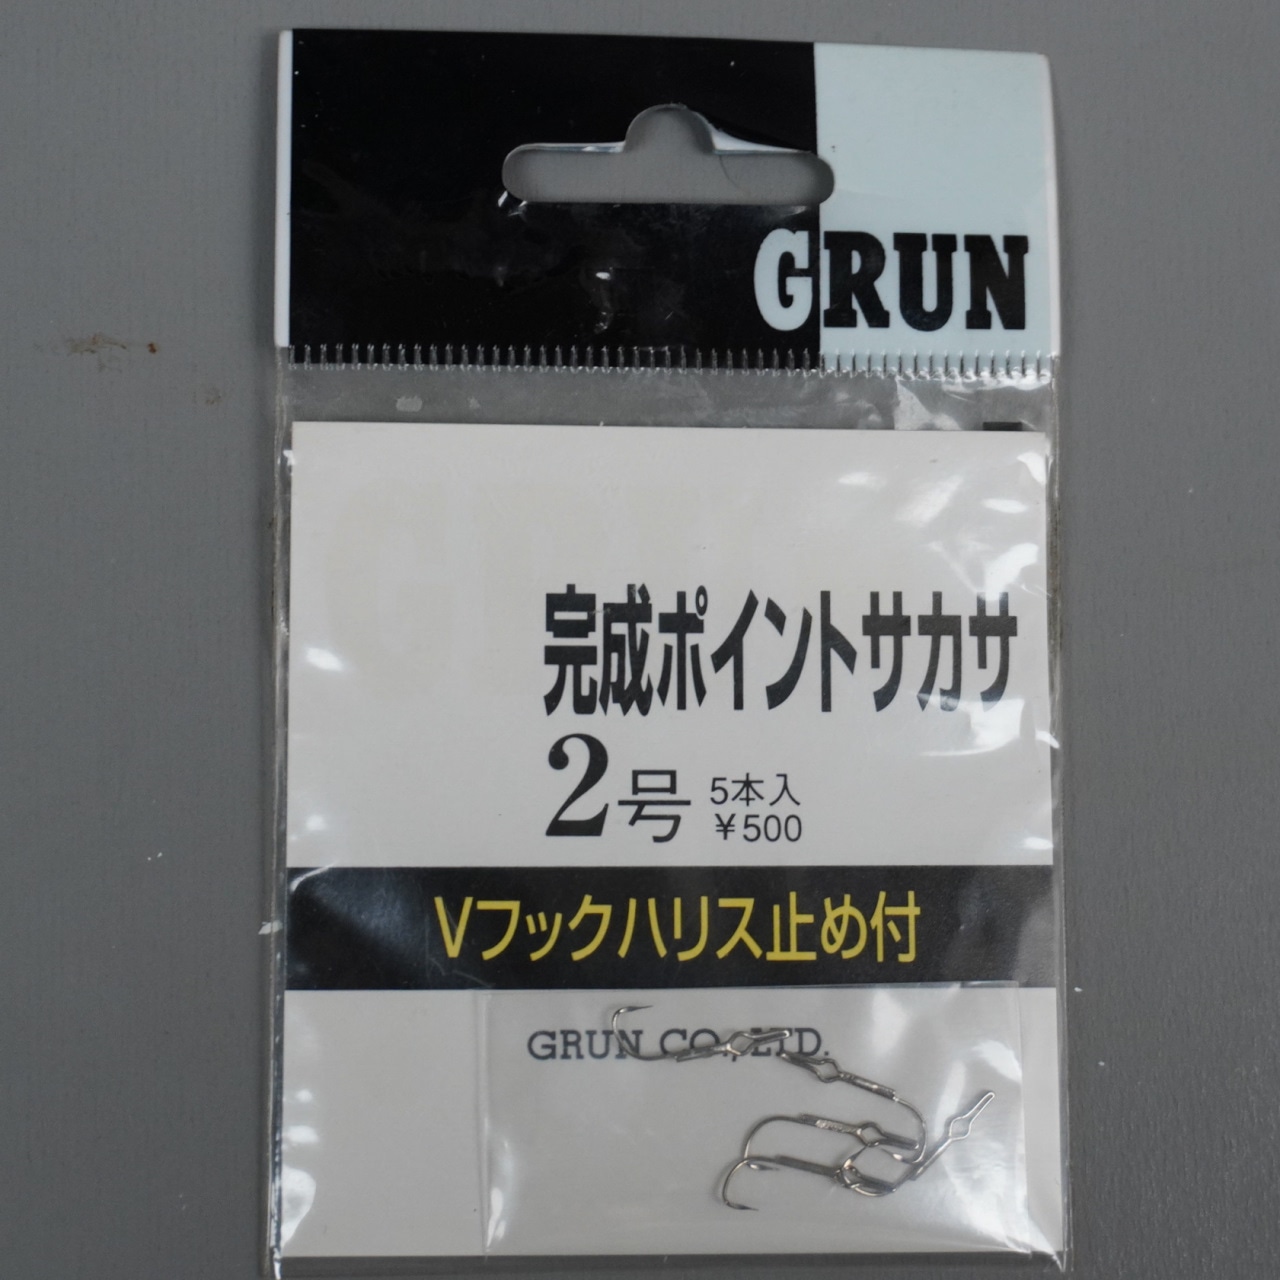 GRUN
完成ポイントサカサ
2号 5本入
¥500
Vフックハリス止め付
GRUN CO., LTD.